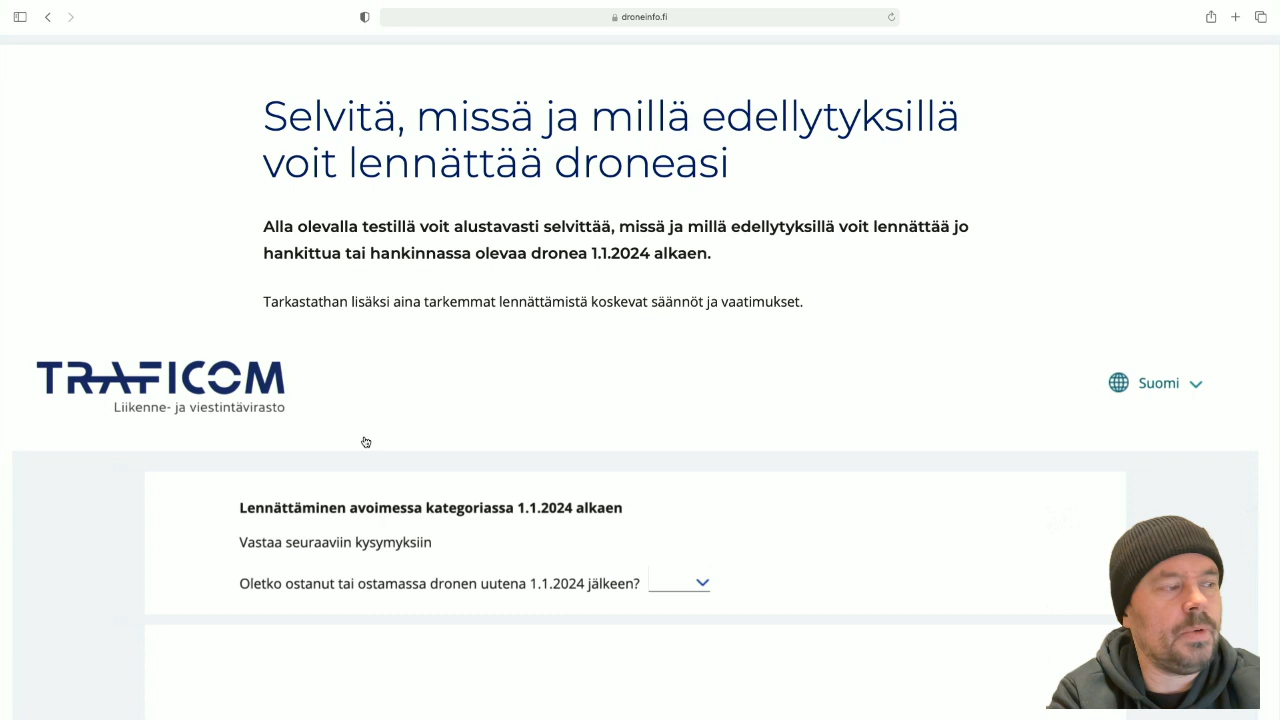 droneinfo.fi
Selvitä, missä ja millä edellytyksillä
voit lennättää droneasi
Alla olevalla testillä voit alustavasti selvittää, missä ja millä edellytyksillä voit lennättää jo
hankittua tai hankinnassa olevaa dronea 1.1.2024 alkaen.
Tarkastathan lisäksi aina tarkemmat lennättämistä koskevat säännöt ja vaatimukset.
TRAFICOM
Liikenne- ja viestintävirasto
Suomi
Lennättäminen avoimessa kategoriassa 1.1.2024 alkaen
Vastaa seuraaviin kysymyksiin
Oletko ostanut tai ostamassa dronen uutena 1.1.2024 jälkeen?